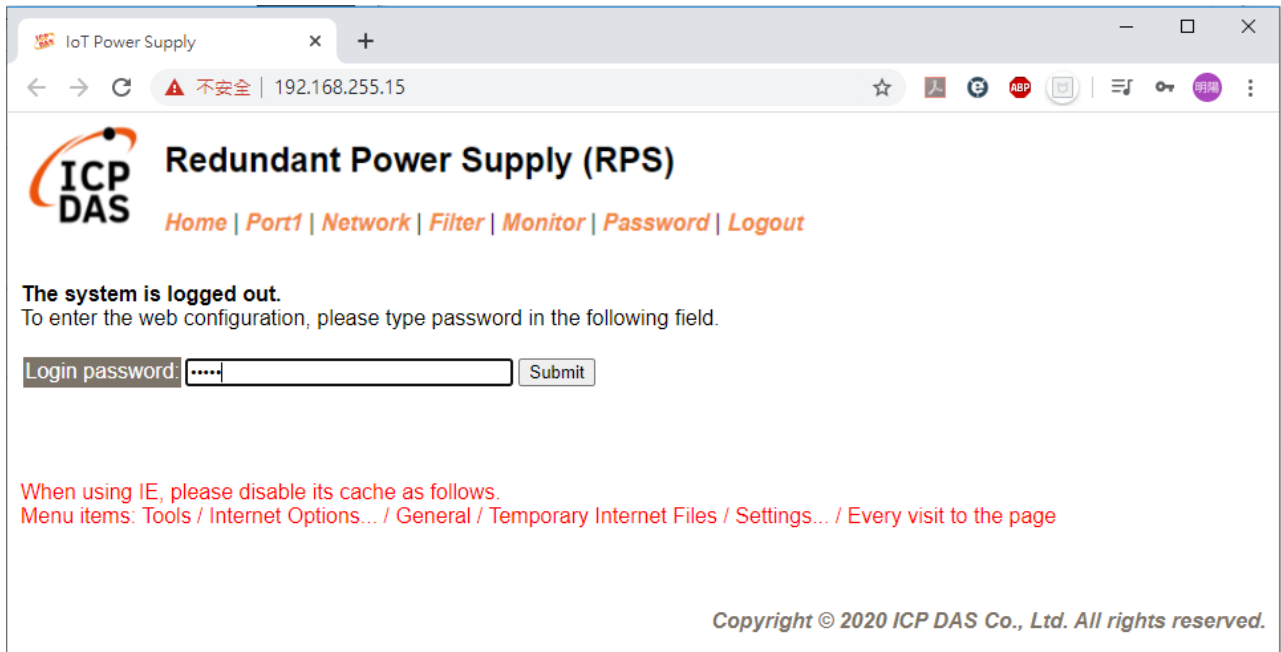 IoT Power Supply
不安全 | 192.168.255.15
ABP
明陽
ICP
DAS
Redundant Power Supply (RPS)
Home | Port1 | Network | Filter | Monitor | Password | Logout
The system is logged out.
To enter the web configuration, please type password in the following field.
Login password: ••••• Submit
When using IE, please disable its cache as follows.
Menu items: Tools / Internet Options... / General / Temporary Internet Files / Settings... / Every visit to the page
Copyright © 2020 ICP DAS Co., Ltd. All rights reserved.